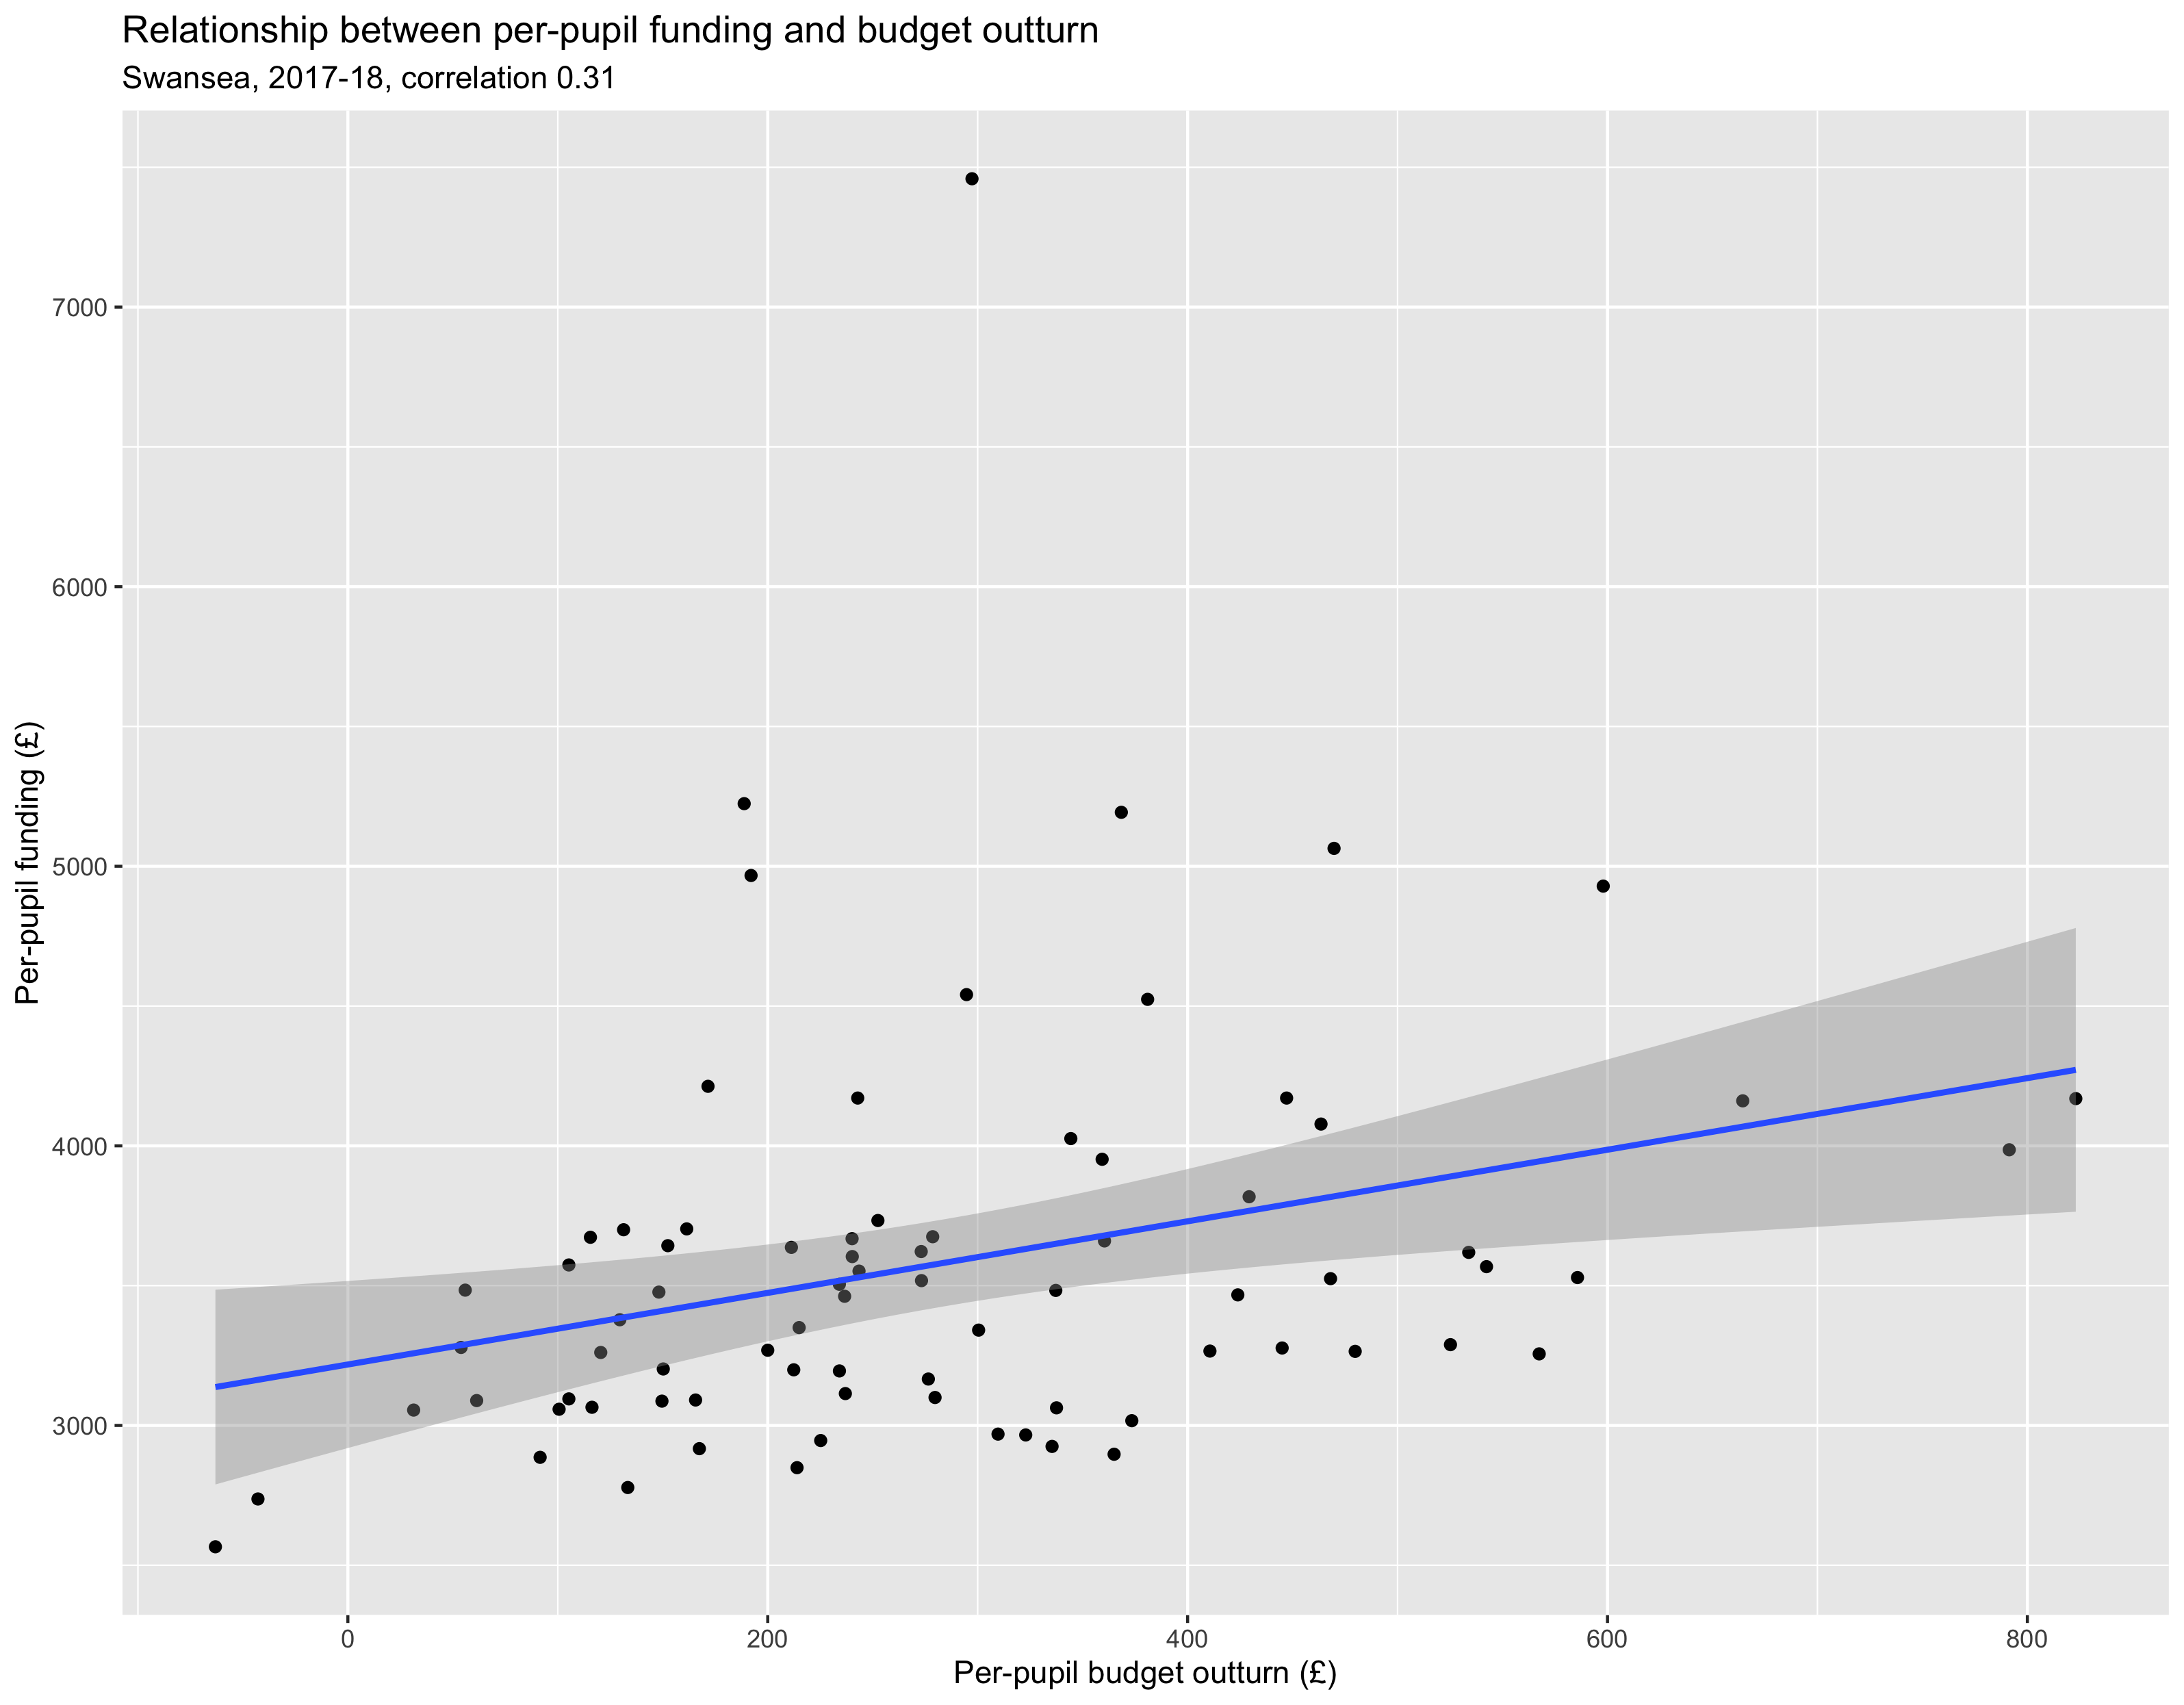 Relationship between per-pupil funding and budget outturn
Swansea, 2017-18, correlation 0.31
Per-pupil funding (£)
7000
6000
5000
4000
3000
0 200 400 600 800
Per-pupil budget outturn (£)